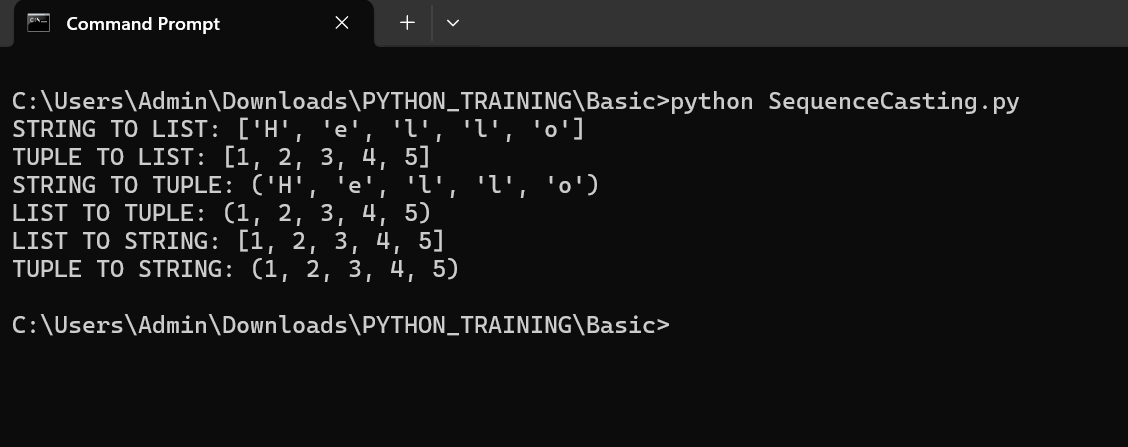 Command Prompt
C:\Users\Admin\Downloads\PYTHON_TRAINING\Basic>python SequenceCasting.py
STRING TO LIST: ['H', 'e', 'l', 'l', 'o']
TUPLE TO LIST: [1, 2, 3, 4, 5]
STRING TO TUPLE: ('H', 'e', 'l', 'l', 'o')
LIST TO TUPLE: (1, 2, 3, 4, 5)
LIST TO STRING: [1, 2, 3, 4, 5]
TUPLE TO STRING: (1, 2, 3, 4, 5)
C:\Users\Admin\Downloads\PYTHON_TRAINING\Basic>